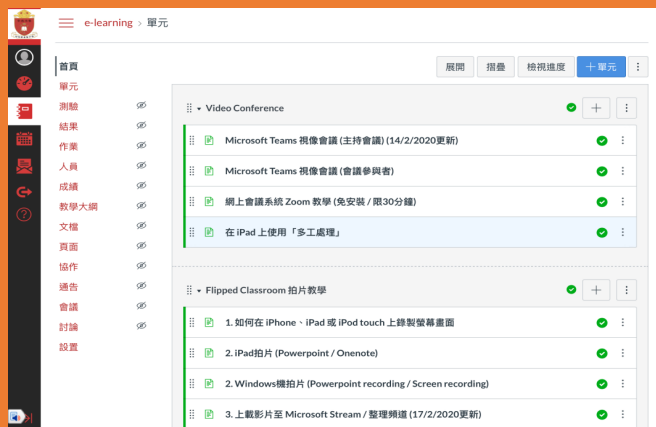 e-learning > 單元
首頁
單元
測驗
結果
作業
人員
成績
教學大綱
文檔
頁面
協作
通告
會議
討論
設置
展開 摺疊 檢視進度 ＋單元
Video Conference
Microsoft Teams 視像會議 (主持會議) (14/2/2020更新)
Microsoft Teams 視像會議 (會議參與者)
網上會議系統 Zoom 教學 (免安裝 / 限30分鐘)
在 iPad 上使用「多工處理」
Flipped Classroom 拍片教學
1. 如何在 iPhone、iPad 或 iPod touch 上錄製螢幕畫面
2. iPad拍片 (Powerpoint / Onenote)
2. Windows機拍片 (Powerpoint recording / Screen recording)
3. 上載影片至 Microsoft Stream / 整理頻道 (17/2/2020更新)